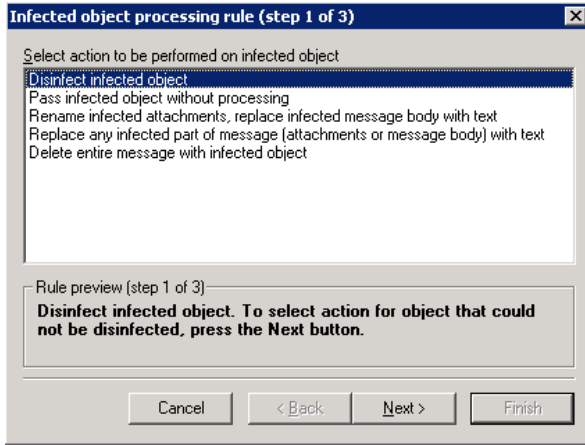 Infected object processing rule (step 1 of 3)
Select action to be performed on infected object
Disinfect infected object
Pass infected object without processing
Rename infected attachments, replace infected message body with text
Replace any infected part of message (attachments or message body) with text
Delete entire message with infected object
Rule preview (step 1 of 3)
Disinfect infected object. To select action for object that could
not be disinfected, press the Next button.
Cancel
< Back
Next >
Finish